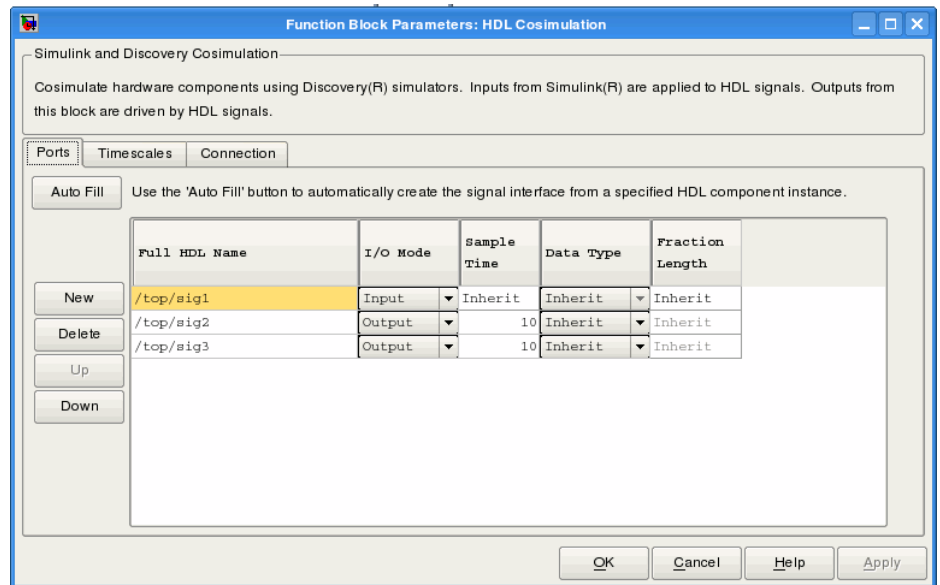 Function Block Parameters: HDL Cosimulation
Simulink and Discovery Cosimulation
Cosimulate hardware components using Discovery(R) simulators. Inputs from Simulink(R) are applied to HDL signals. Outputs from
this block are driven by HDL signals.
Ports Timescales Connection
Auto Fill Use the 'Auto Fill' button to automatically create the signal interface from a specified HDL component instance.
Full HDL Name I/O Mode Sample Time Data Type Fraction Length
New /top/sig1 Input Inherit Inherit Inherit
/top/sig2 Output 10 Inherit Inherit
Delete
/top/sig3 Output 10 Inherit Inherit
Up
Down
OK Cancel Help Apply